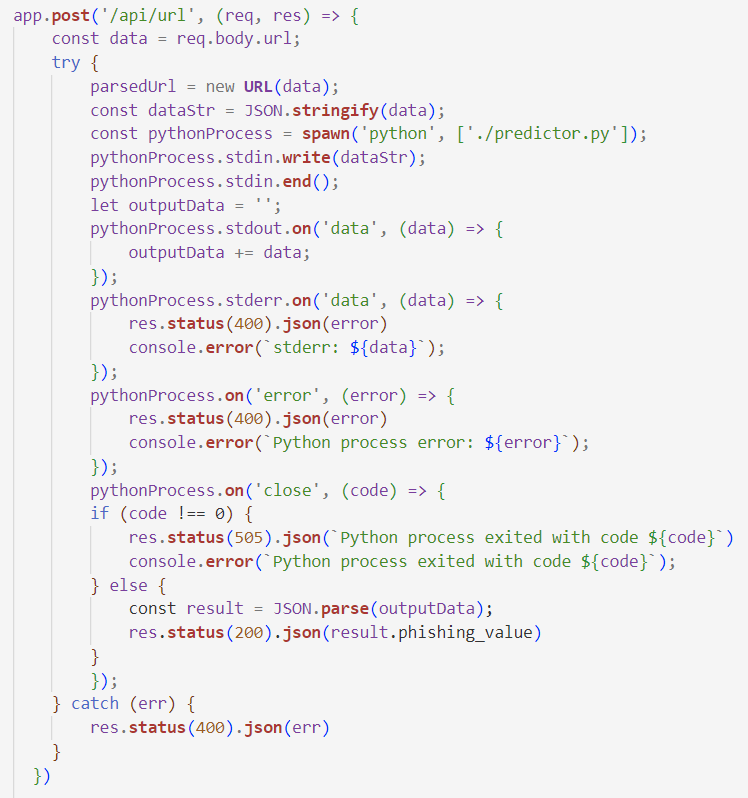 app.post('/api/url', (req, res) => {
    const data = req.body.url;
    try {
        parsedUrl = new URL(data);
        const dataStr = JSON.stringify(data);
        const pythonProcess = spawn('python', ['./predictor.py']);
        pythonProcess.stdin.write(dataStr);
        pythonProcess.stdin.end();
        let outputData = '';
        pythonProcess.stdout.on('data', (data) => {
            outputData += data;
        });
        pythonProcess.stderr.on('data', (data) => {
            res.status(400).json(error)
            console.error(`stderr: ${data}`);
        });
        pythonProcess.on('error', (error) => {
            res.status(400).json(error)
            console.error(`Python process error: ${error}`);
        });
        pythonProcess.on('close', (code) => {
        if (code !== 0) {
            res.status(505).json(`Python process exited with code ${code}`)
            console.error(`Python process exited with code ${code}`);
        } else {
            const result = JSON.parse(outputData);
            res.status(200).json(result.phishing_value)
        }
        });
    } catch (err) {
        res.status(400).json(err)
    }
  })